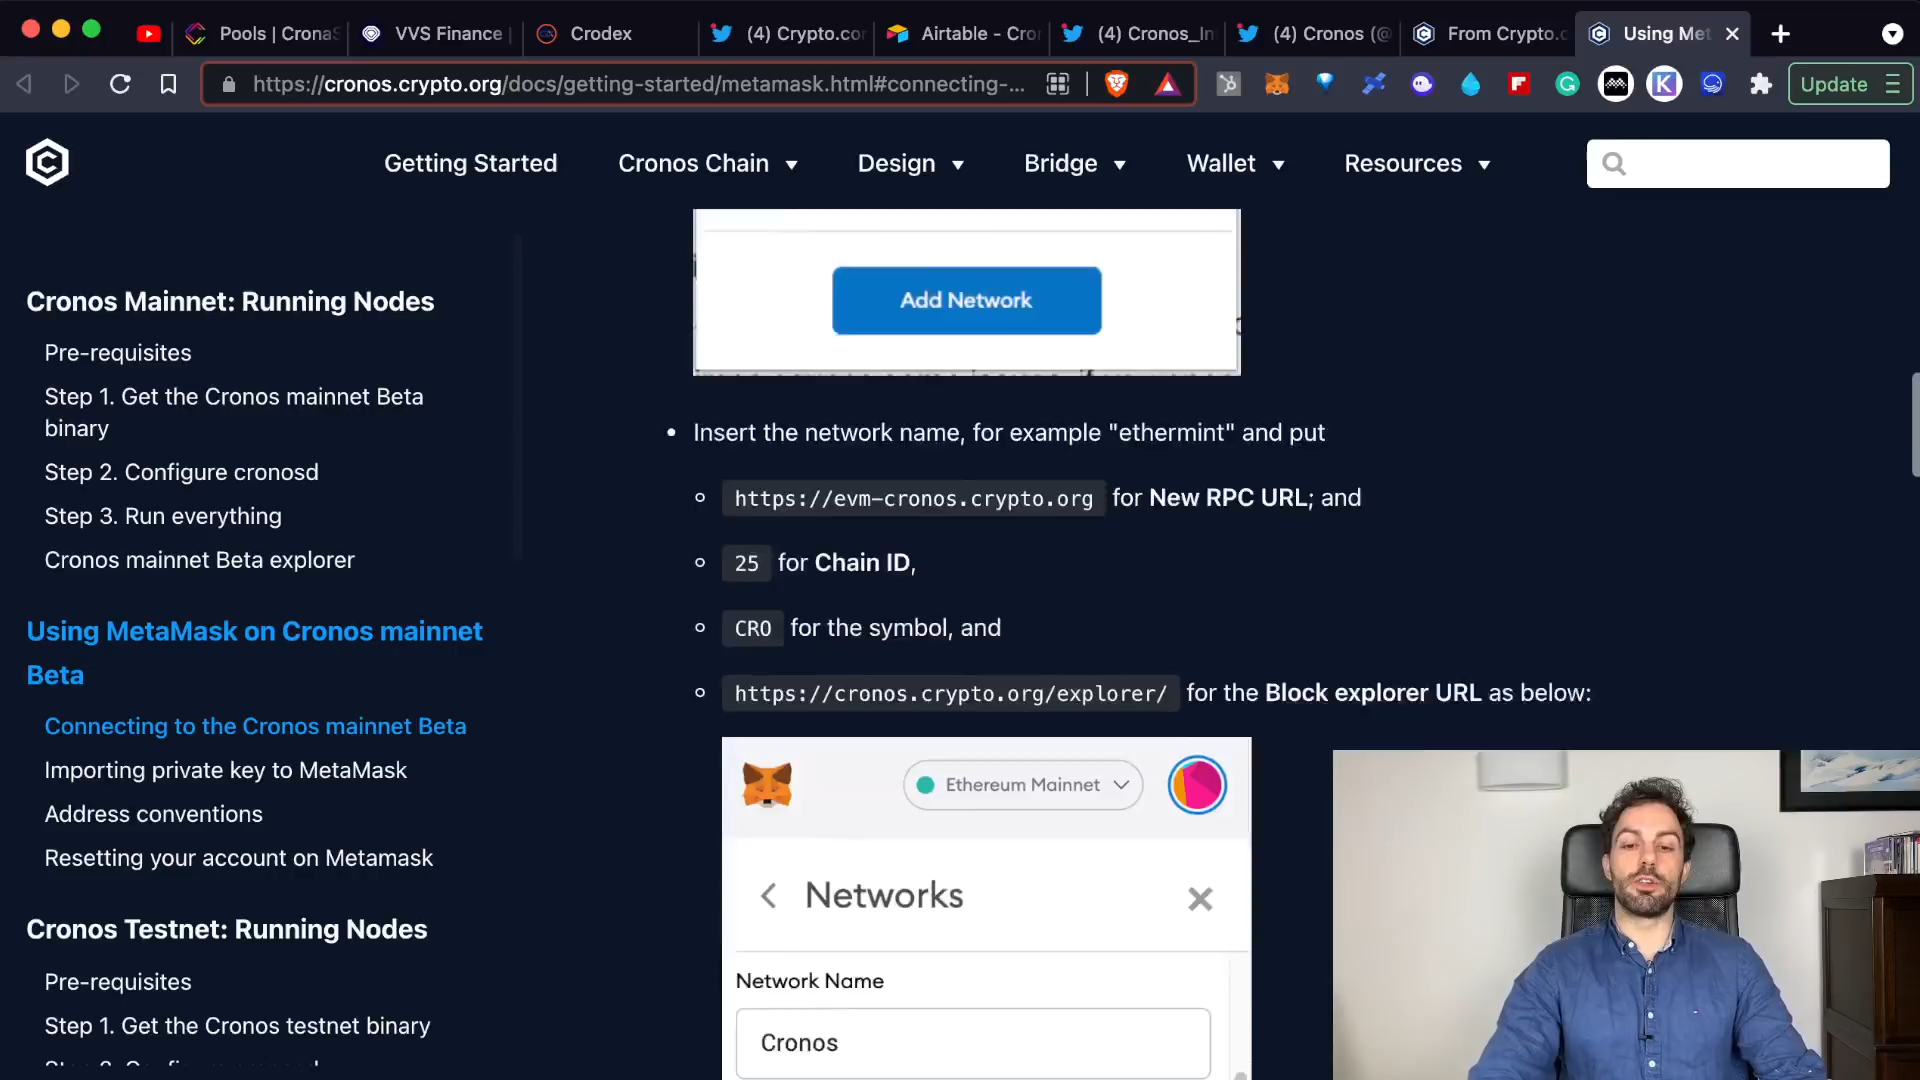 Pools | Crona
VVS Finance
Crodex
(4) Crypto.co
Airtable - Cro
(4) Cronos_In
(4) Cronos (@
From Crypto.c
Using Met
https://cronos.crypto.org/docs/getting-started/metamask.html#connecting-...
Update
Getting Started
Cronos Chain
Design
Bridge
Wallet
Resources
Cronos Mainnet: Running Nodes
Pre-requisites
Step 1. Get the Cronos mainnet Beta
binary
Step 2. Configure cronosd
Step 3. Run everything
Cronos mainnet Beta explorer
Using MetaMask on Cronos mainnet
Beta
Connecting to the Cronos mainnet Beta
Importing private key to MetaMask
Address conventions
Resetting your account on Metamask
Cronos Testnet: Running Nodes
Pre-requisites
Step 1. Get the Cronos testnet binary
Add Network
• Insert the network name, for example "ethermint" and put
https://evm-cronos.crypto.org for New RPC URL; and
25 for Chain ID,
CRO for the symbol, and
https://cronos.crypto.org/explorer/ for the Block explorer URL as below:
Ethereum Mainnet
Networks
Network Name
Cronos